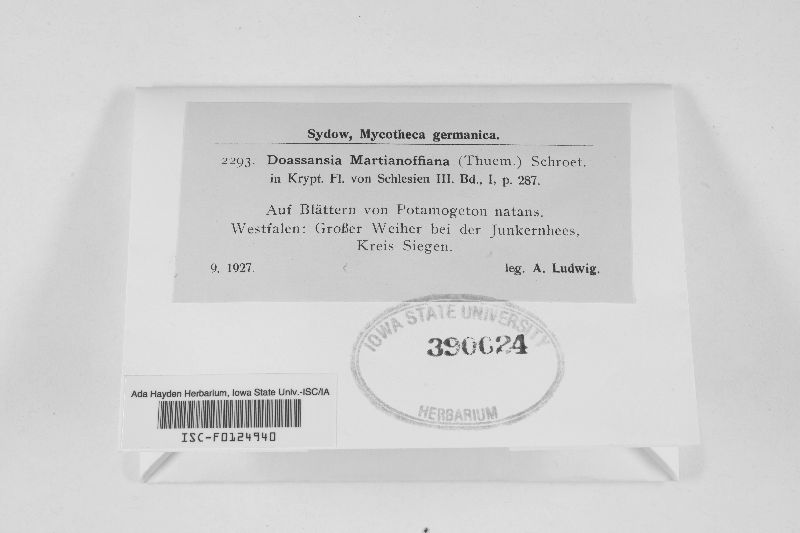 Sydow, Mycotheca germanica.
2293. Doassansia Martianoffiana (Thuem.) Schroet.
in Krypt. Fl. von Schlesien III. Bd., I, p. 287.
Auf Blättern von Potamogeton natans.
Westfalen: Großer Weiher bei der Junkernhees,
Kreis Siegen.
9. 1927. leg. A. Ludwig.
IOWA STATE UNIVERSITY
390624
HERBARIUM
Ada Hayden Herbarium, Iowa State Univ.-ISC/IA
ISC-F0124940